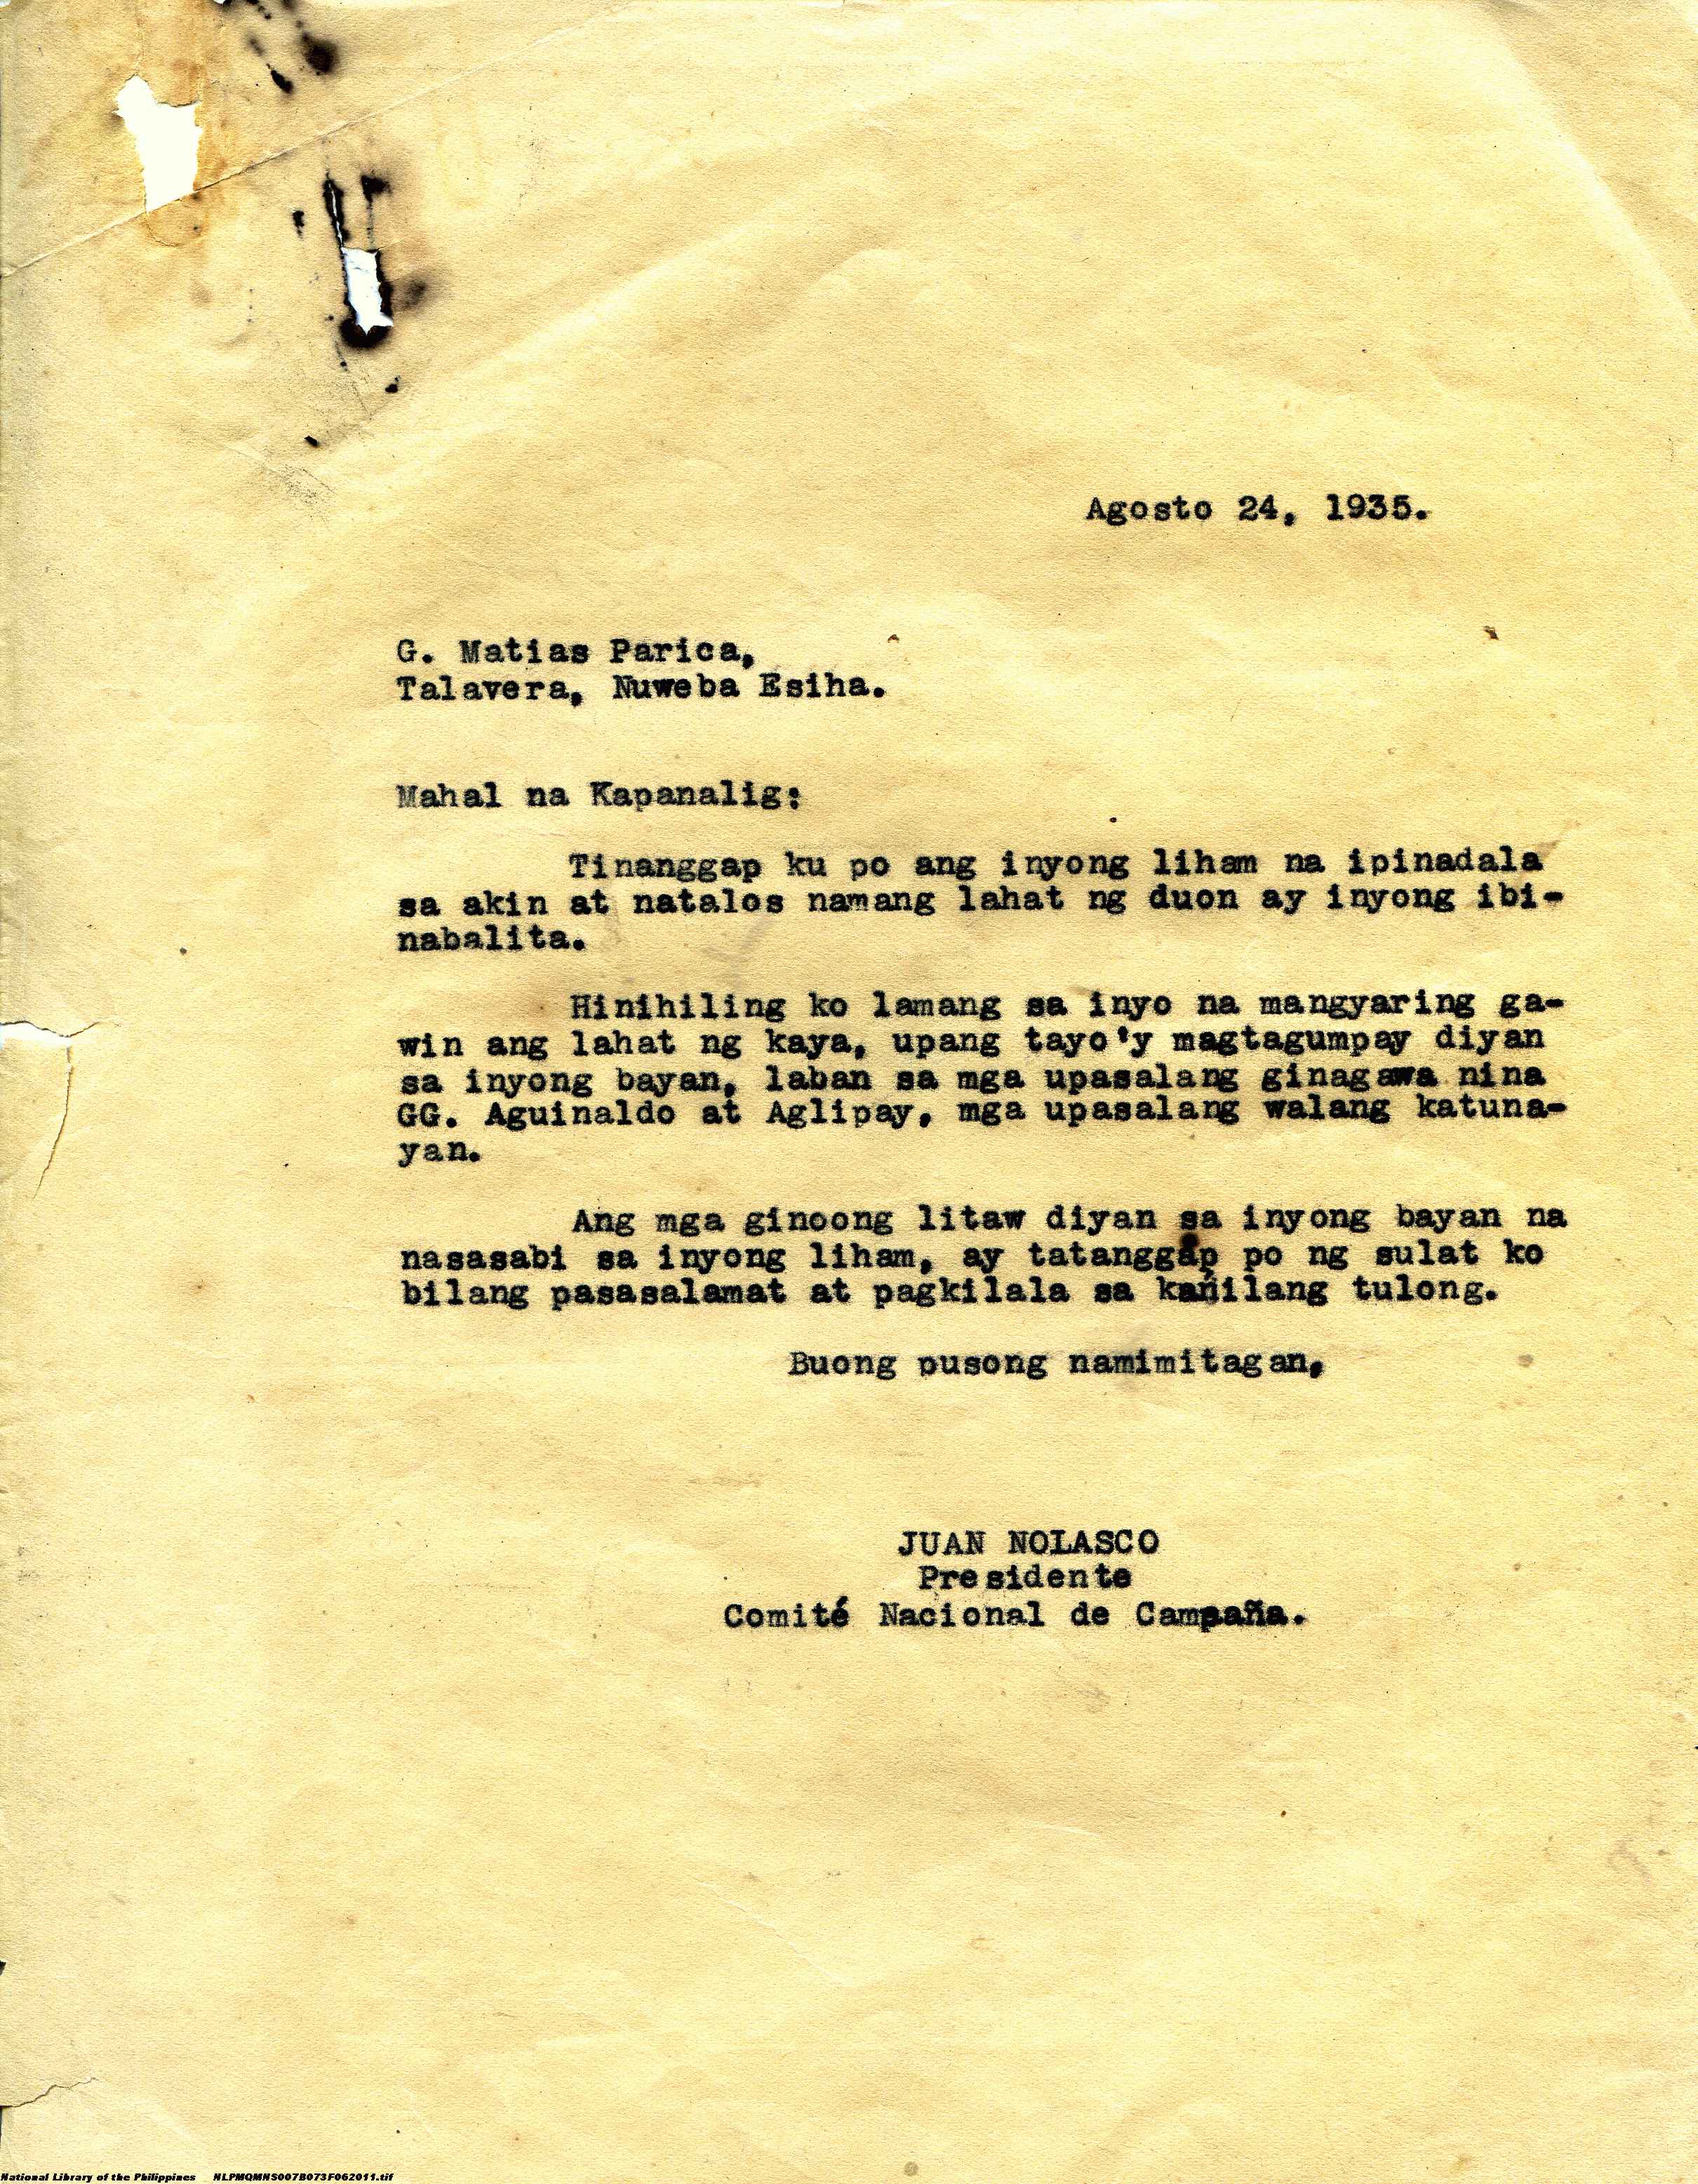 Agosto 24, 1935.
G. Matias Parica,
Talavera, Nuweba Esiha.
Mahal na Kapanalig:
Tinanggap ku po ang inyong liham na ipinadala
sa akin at natalos namang lahat ng duon ay inyong ibi-
nabalita.
Hinihiling ko lamang sa inyo na mangyaring ga-
win ang lahat ng kaya, upang tayo'y magtagumpay diyan
sa inyong bayan, laban sa mga upasalang ginagawa nina
GG. Aguinaldo at Aglipay, mga upasalang walang katuna-
yan.
Ang mga ginoong litaw diyan sa inyong bayan na
nasasabi sa inyong liham, ay tatanggap po ng sulat ko
bilang pasasalamat at pagkilala sa kañilang tulong.
Buong pusong namimitagan,
JUAN NOLASCO
Presidente
Comité Nacional de Campaña.
National Library of the Philippines NLPMQMNS007B073F062011.tif